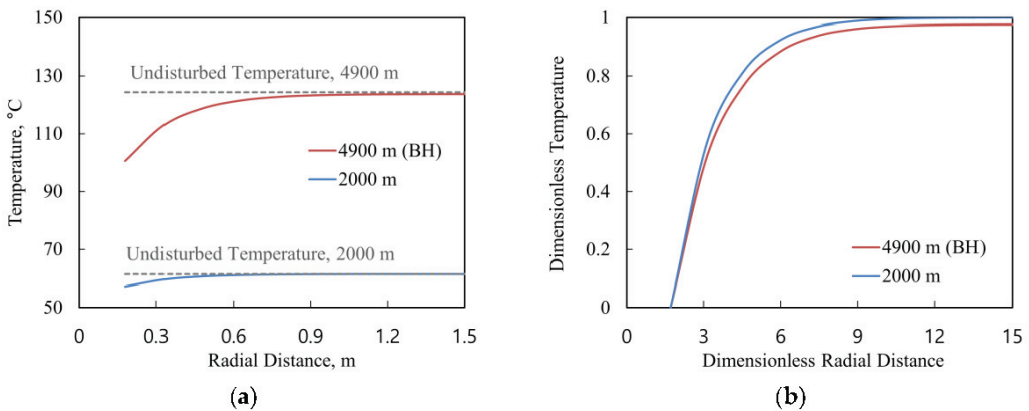 150
130
110
90
70
50
Temperature, °C
Undisturbed Temperature, 4900 m
4900 m (BH)
2000 m
Undisturbed Temperature, 2000 m
0
0.3
0.6
0.9
1.2
1.5
Radial Distance, m
(a)
1
0.8
0.6
0.4
0.2
0
Dimensionless Temperature
4900 m (BH)
2000 m
0
3
6
9
12
15
Dimensionless Radial Distance
(b)